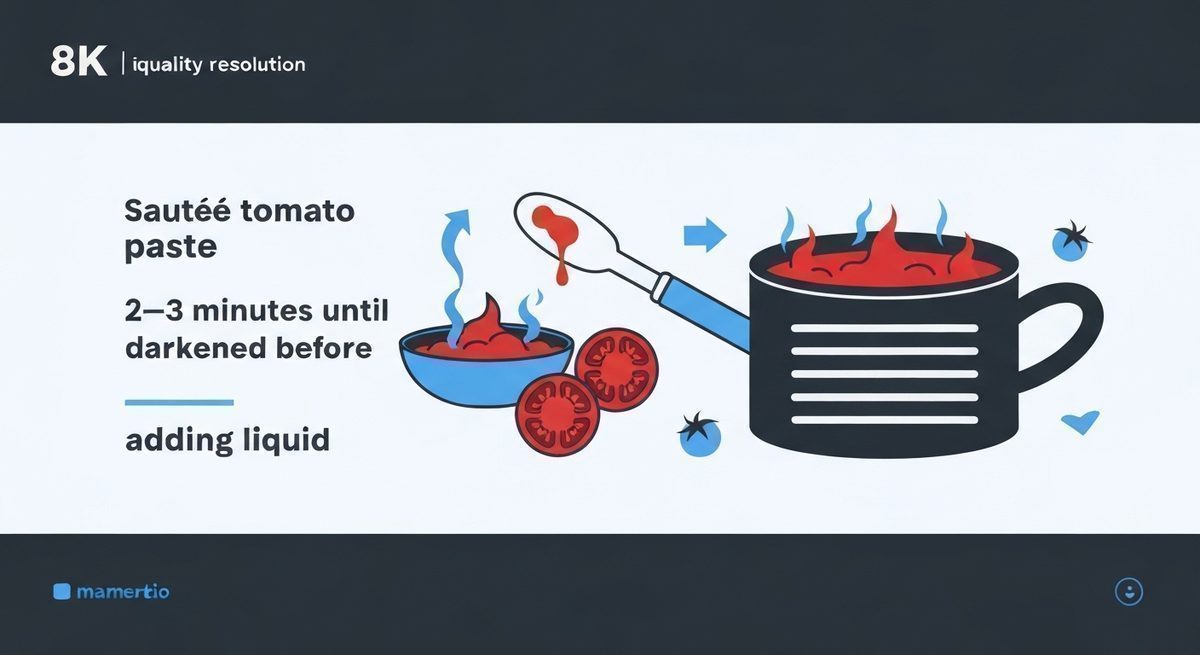 8K | iquality resolution
Sautéé tomato
paste
2–3 minutes until
darkened before
adding liquid
mamertio